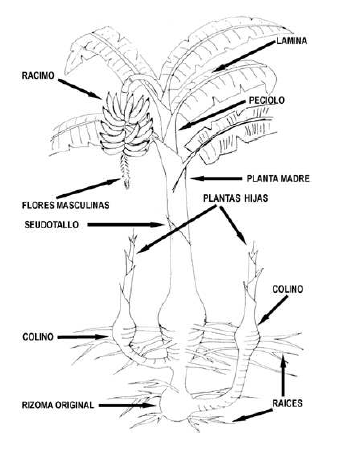 LAMINA
RACIMO
PECIOLO
PLANTA MADRE
FLORES MASCULINAS
PLANTAS HIJAS
SEUDOTALLO
COLINO
COLINO
RIZOMA ORIGINAL
RAICES